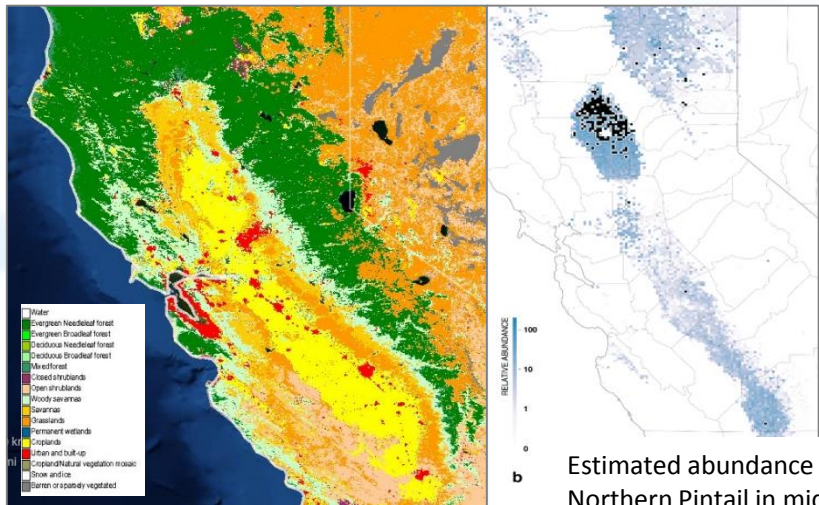 Water
Evergreen Needleleaf forest
Evergreen Broadleaf forest
Deciduous Needleleaf forest
Deciduous Broadleaf forest
Mixed forest
Closed shrublands
Open shrublands
Woody savannas
Savannas
Grasslands
Permanent wetlands
Croplands
Urban and built-up
Cropland/Natural vegetation mosaic
Snow and ice
Barren or sparsely vegetated
RELATIVE ABUNDANCE
100
10
1
0
b
Estimated abundance
Northern Pintail in mid